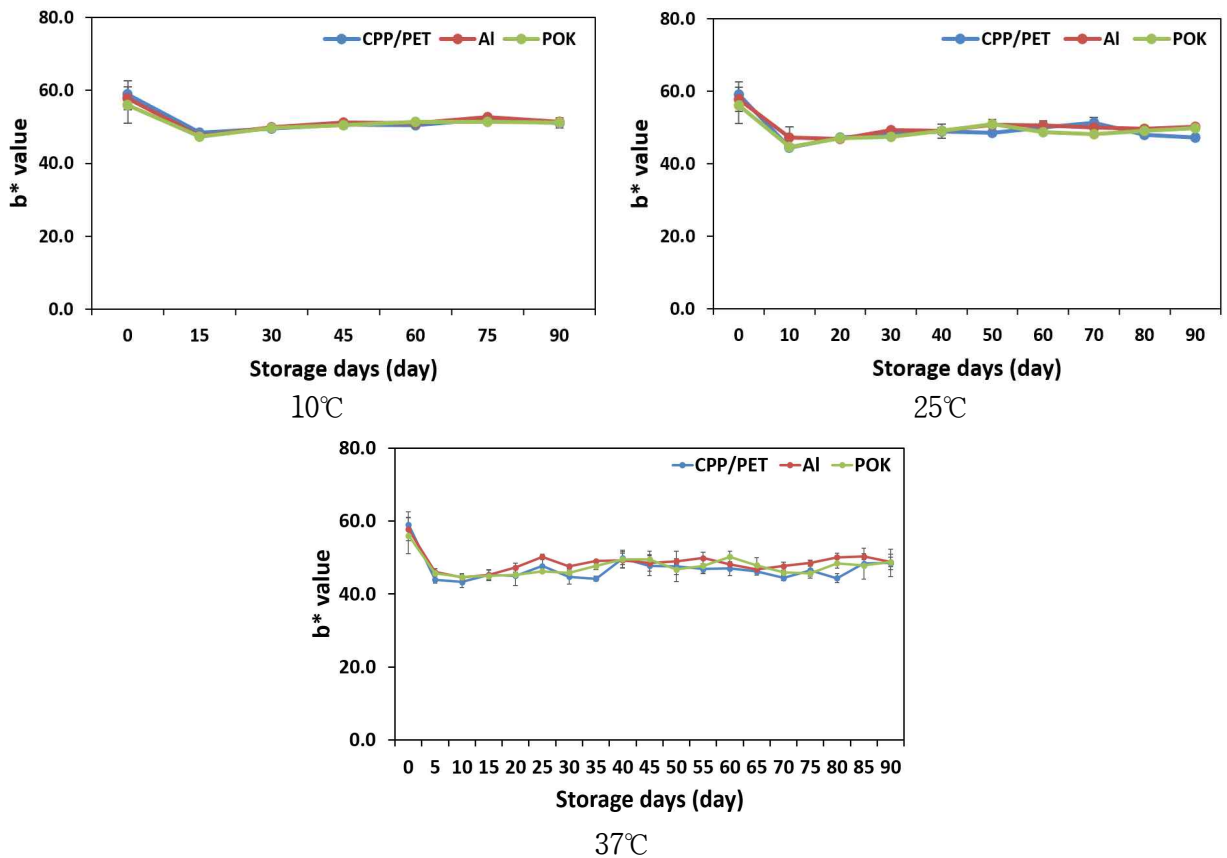 80.0
CPP/PET Al POK
60.0
40.0
20.0
0.0
b* value
0 15 30 45 60 75 90
Storage days (day)
10℃
80.0
CPP/PET Al POK
60.0
40.0
20.0
0.0
b* value
0 10 20 30 40 50 60 70 80 90
Storage days (day)
25℃
80.0
CPP/PET Al POK
60.0
40.0
20.0
0.0
b* value
0 5 10 15 20 25 30 35 40 45 50 55 60 65 70 75 80 85 90
Storage days (day)
37℃